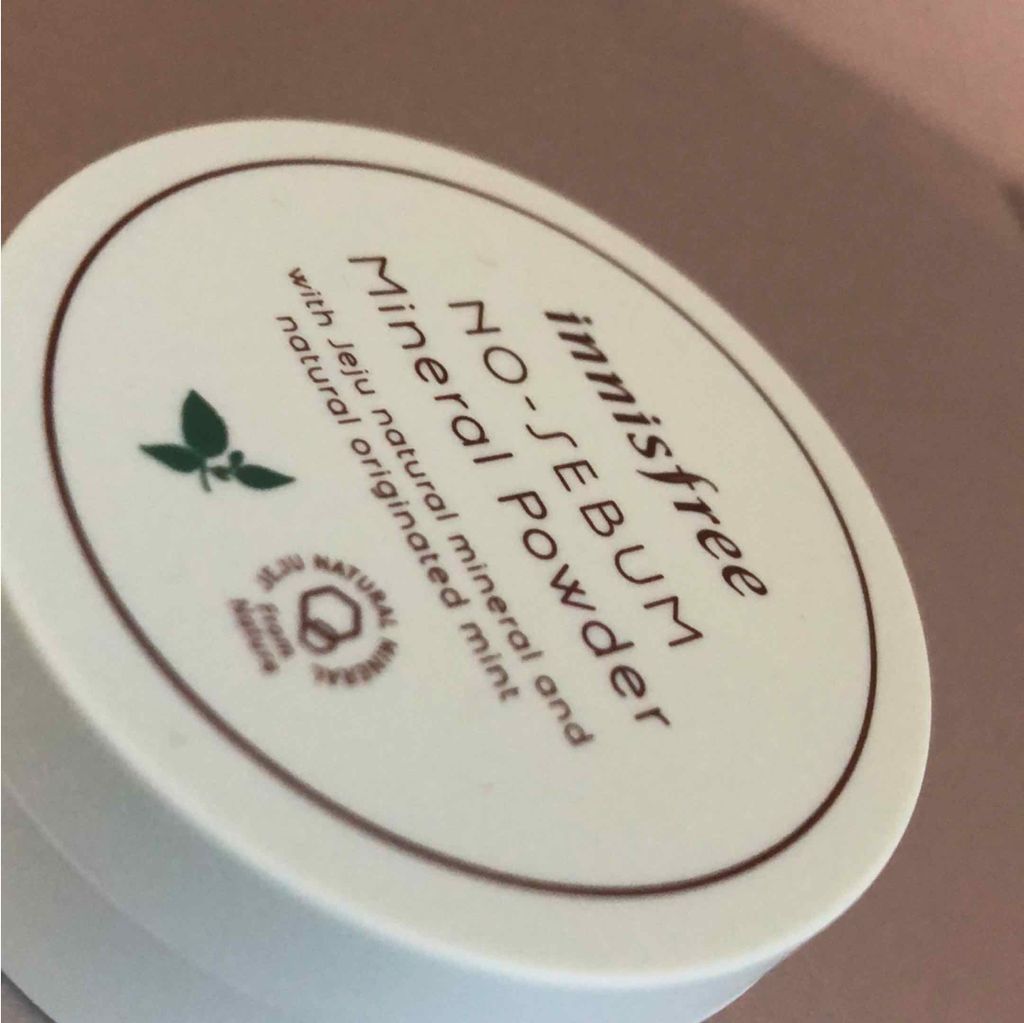 innisfree
NO-SEBUM
Mineral Powder
with Jeju natural mineral and
natural originated mint
JEJU NATURAL MINERAL
from
Nature